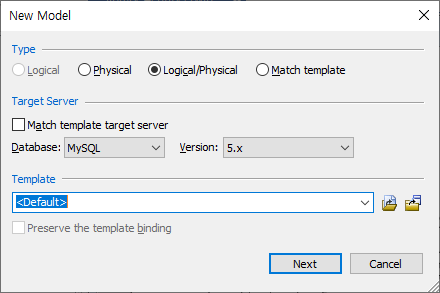 New Model
Type
Logical Physical Logical/Physical Match template
Target Server
Match template target server
Database: MySQL Version: 5.x
Template
<Default>
Preserve the template binding
Next Cancel